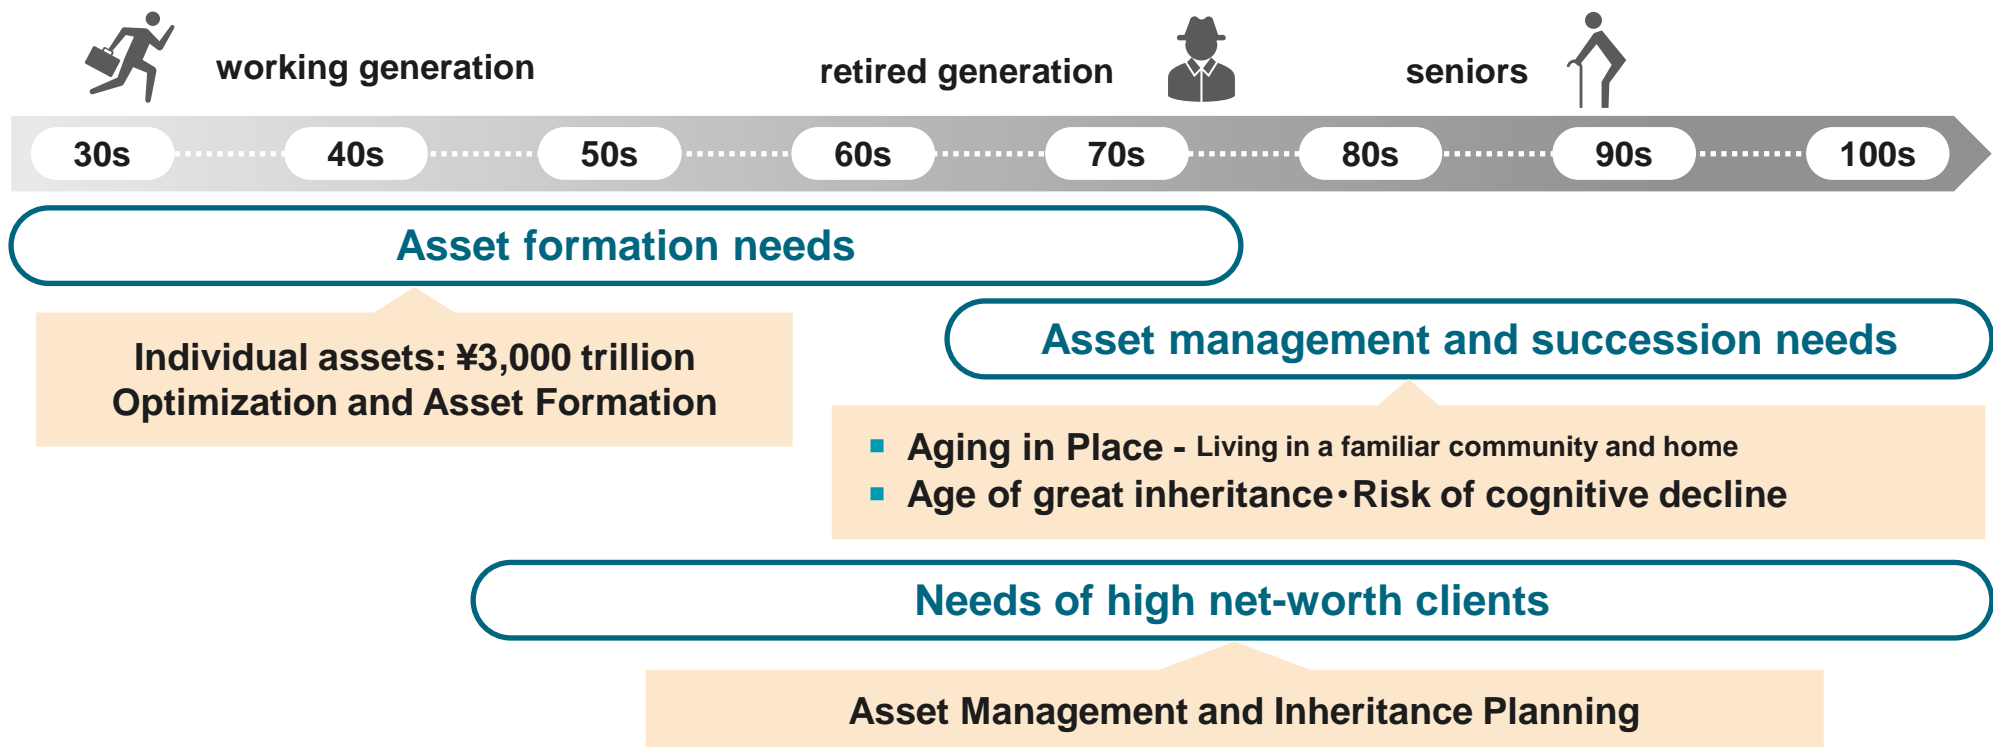 working generation
retired generation
seniors
30s
40s
50s
60s
70s
80s
90s
100s
Asset formation needs
Individual assets: ¥3,000 trillion
Optimization and Asset Formation
Asset management and succession needs
Aging in Place - Living in a familiar community and home
Age of great inheritance・Risk of cognitive decline
Needs of high net-worth clients
Asset Management and Inheritance Planning